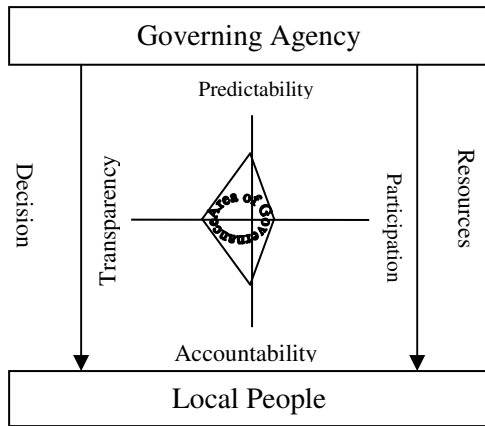 Governing Agency
Predictability
Decision
Transparency
Area of Governance
Participation
Resources
Accountability
Local People